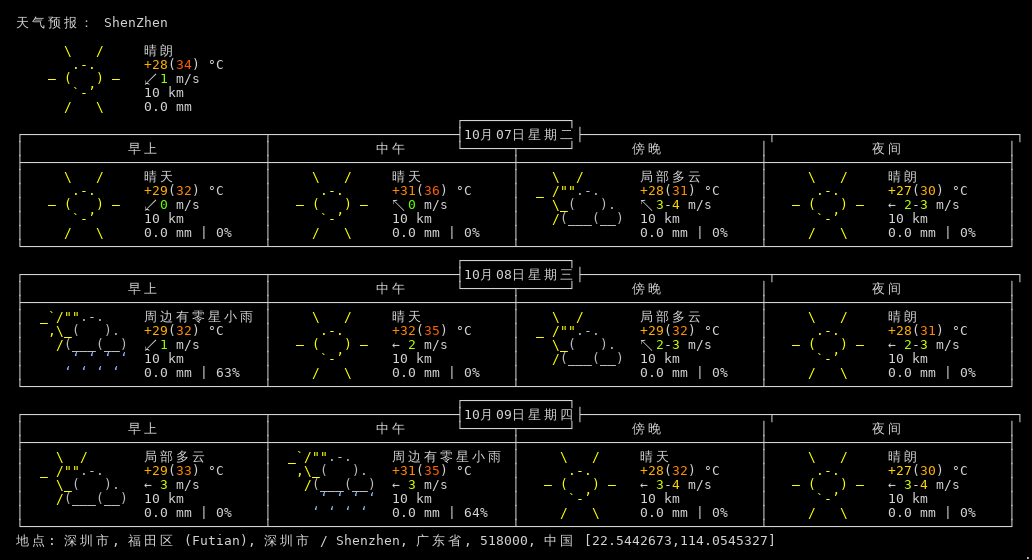 天气预报： ShenZhen
晴朗
+28(34) °C
↙ 1 m/s
10 km
0.0 mm
10月07日星期二
早上 中午 傍晚 夜间
晴天 晴天 局部多云 晴朗
+29(32) °C +31(36) °C +28(31) °C +27(30) °C
↙ 0 m/s ↖ 0 m/s ↖ 3-4 m/s ← 2-3 m/s
10 km 10 km 10 km 10 km
0.0 mm | 0% 0.0 mm | 0% 0.0 mm | 0% 0.0 mm | 0%
10月08日星期三
早上 中午 傍晚 夜间
周边有零星小雨 晴天 局部多云 晴朗
+29(32) °C +32(35) °C +29(32) °C +28(31) °C
↙ 1 m/s ← 2 m/s ↖ 2-3 m/s ← 2-3 m/s
10 km 10 km 10 km 10 km
0.0 mm | 63% 0.0 mm | 0% 0.0 mm | 0% 0.0 mm | 0%
10月09日星期四
早上 中午 傍晚 夜间
局部多云 周边有零星小雨 晴天 晴朗
+29(33) °C +31(35) °C +28(32) °C +27(30) °C
← 3 m/s ← 3 m/s ← 3-4 m/s ← 3-4 m/s
10 km 10 km 10 km 10 km
0.0 mm | 0% 0.0 mm | 64% 0.0 mm | 0% 0.0 mm | 0%
地点: 深圳市, 福田区 (Futian), 深圳市 / Shenzhen, 广东省, 518000, 中国 [22.5442673,114.0545327]